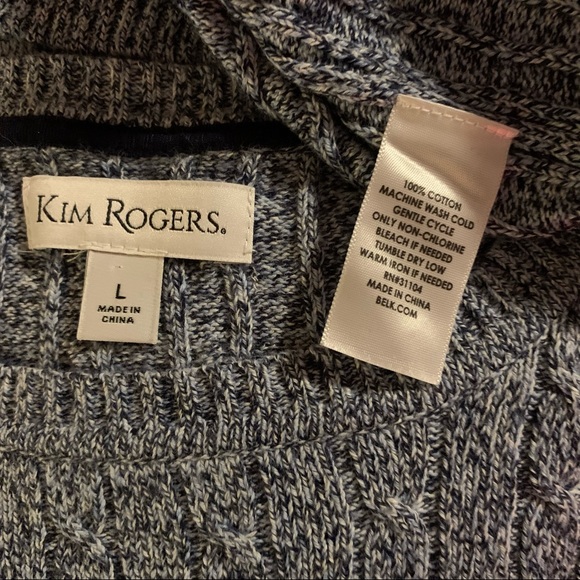 KIM ROGERS®
L
MADE IN
CHINA
100% COTTON
MACHINE WASH COLD
GENTLE CYCLE
ONLY NON-CHLORINE
BLEACH IF NEEDED
TUMBLE DRY LOW
WARM IRON IF NEEDED
RN#31104
MADE IN CHINA
BELK.COM